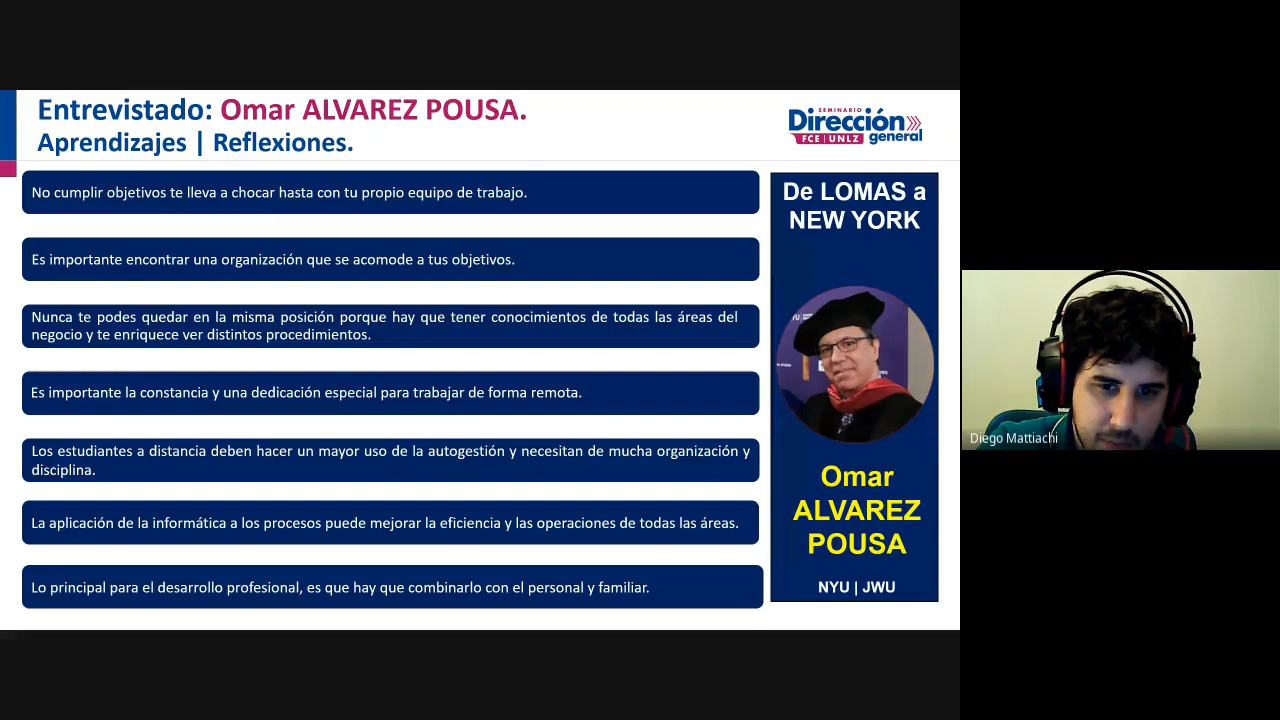 Entrevistado: Omar ALVAREZ POUSA.
Aprendizajes | Reflexiones.
SEMINARIO
Dirección
FCE | UNLZ general
No cumplir objetivos te lleva a chocar hasta con tu propio equipo de trabajo.
Es importante encontrar una organización que se acomode a tus objetivos.
Nunca te podes quedar en la misma posición porque hay que tener conocimientos de todas las áreas del
negocio y te enriquece ver distintos procedimientos.
Es importante la constancia y una dedicación especial para trabajar de forma remota.
Los estudiantes a distancia deben hacer un mayor uso de la autogestión y necesitan de mucha organización y
disciplina.
La aplicación de la informática a los procesos puede mejorar la eficiencia y las operaciones de todas las áreas.
Lo principal para el desarrollo profesional, es que hay que combinarlo con el personal y familiar.
De LOMAS a
NEW YORK
Omar
ALVAREZ
POUSA
NYU | JWU
Diego Mattiachi